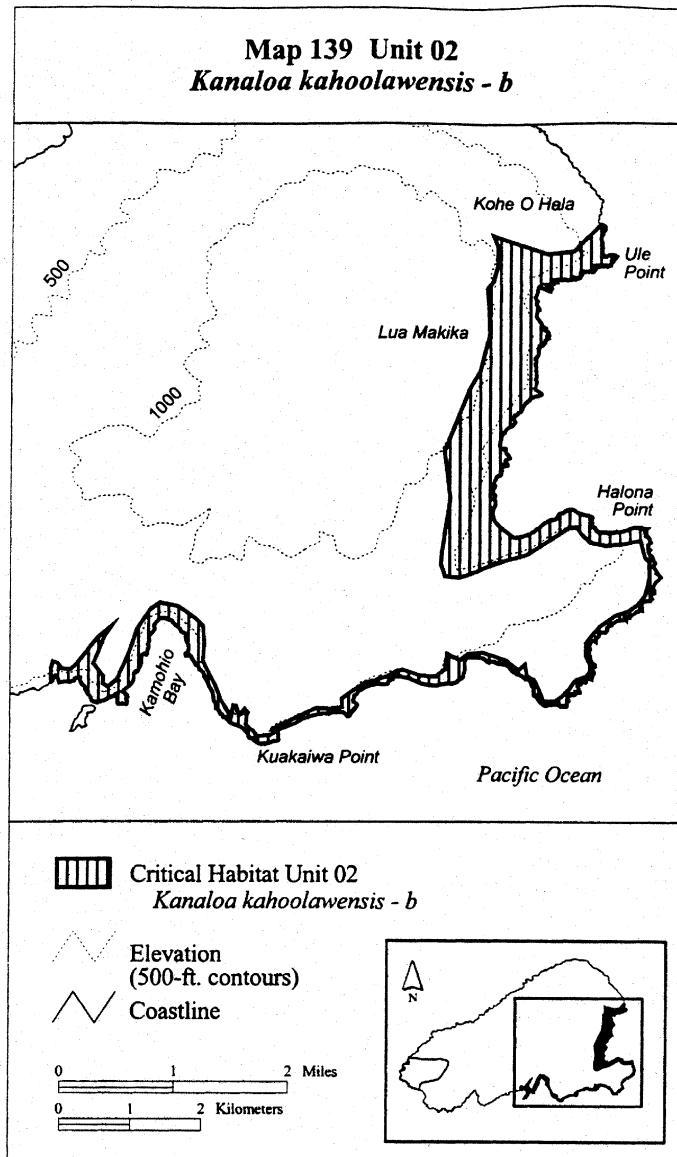 Map 139 Unit 02
Kanaloa kahoolawensis - b
Kohe O Hala
Ule
Point
500
Lua Makika
1000
Halona
Point
Kamohio
Bay
Kuakaiwa Point
Pacific Ocean
Critical Habitat Unit 02
Kanaloa kahoolawensis - b
Elevation
(500-ft. contours)
Coastline
N
0 1 2 Miles
0 1 2 Kilometers